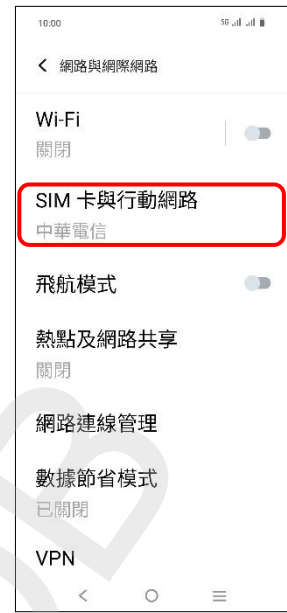 10:00
5G
網路與網際網路
Wi-Fi
關閉
SIM 卡與行動網路
中華電信
飛航模式
熱點及網路共享
關閉
網路連線管理
數據節省模式
已關閉
VPN